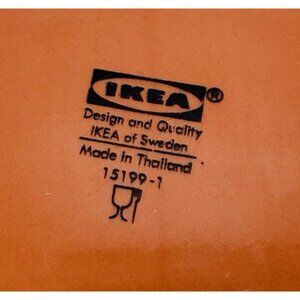 IKEA®
Design and Quality
IKEA of Sweden
Made in Thailand
15199-1